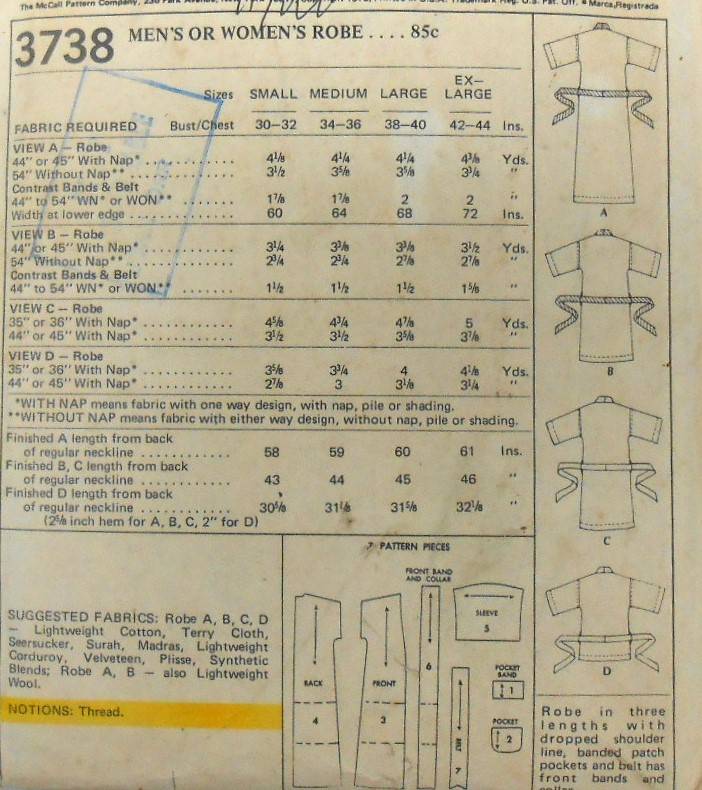 The McCall Pattern Company, 230 Park Avenue,
Trademark Reg. U.S. Pat. Off. * Marca Registrada
3738 MEN'S OR WOMEN'S ROBE .... 85c
Sizes SMALL MEDIUM LARGE EX-LARGE
FABRIC REQUIRED Bust/Chest 30-32 34-36 38-40 42-44 Ins.
VIEW A — Robe
44" or 45" With Nap* ............ 4⅛ 4¼ 4¼ 4⅜ Yds.
54" Without Nap** ............ 3½ 3⅝ 3⅝ 3¾ "
Contrast Bands & Belt
44" to 54" WN* or WON** ........ 1⅞ 1⅞ 2 2 "
Width at lower edge .............. 60 64 68 72 Ins.
VIEW B — Robe
44" or 45" With Nap* ............ 3¼ 3⅜ 3⅜ 3½ Yds.
54" Without Nap** ............ 2¾ 2¾ 2⅞ 2⅞ "
Contrast Bands & Belt
44" to 54" WN* or WON** ........ 1½ 1½ 1½ 1⅝ "
VIEW C — Robe
35" or 36" With Nap* ............ 4⅝ 4¾ 4⅞ 5 Yds.
44" or 45" With Nap* ............ 3½ 3½ 3⅝ 3⅞ "
VIEW D — Robe
35" or 36" With Nap* ............ 3⅝ 3¾ 4 4⅛ Yds.
44" or 45" With Nap* ............ 2⅞ 3 3⅛ 3¼ "
*WITH NAP means fabric with one way design, with nap, pile or shading.
**WITHOUT NAP means fabric with either way design, without nap, pile or shading.
Finished A length from back
of regular neckline ............ 58 59 60 61 Ins.
Finished B, C length from back
of regular neckline ............ 43 44 45 46 "
Finished D length from back
of regular neckline ............ 30⅝ 31⅛ 31⅝ 32⅛ "
(2⅝ inch hem for A, B, C, 2" for D)
SUGGESTED FABRICS: Robe A, B, C, D
— Lightweight Cotton, Terry Cloth,
Seersucker, Surah, Madras, Lightweight
Corduroy, Velveteen, Plisse, Synthetic
Blends; Robe A, B — also Lightweight
Wool.
NOTIONS: Thread.
7 PATTERN PIECES
FRONT BAND
AND COLLAR
6
BACK
4
FRONT
3
SLEEVE
5
BELT
7
POCKET
BAND
1
POCKET
2
A
B
C
D
Robe in three
lengths with
dropped shoulder
line, banded patch
pockets and belt has
front bands and